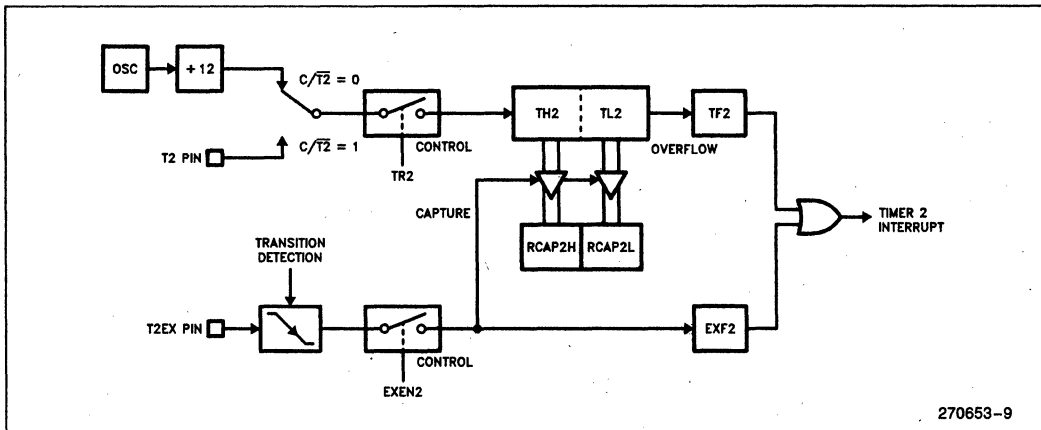 OSC
÷12
C/T2̅ = 0
TH2
TL2
TF2
T2 PIN
C/T2̅ = 1
CONTROL
TR2
OVERFLOW
CAPTURE
TIMER 2
INTERRUPT
RCAP2H
RCAP2L
TRANSITION
DETECTION
T2EX PIN
EXF2
CONTROL
EXEN2
270653-9